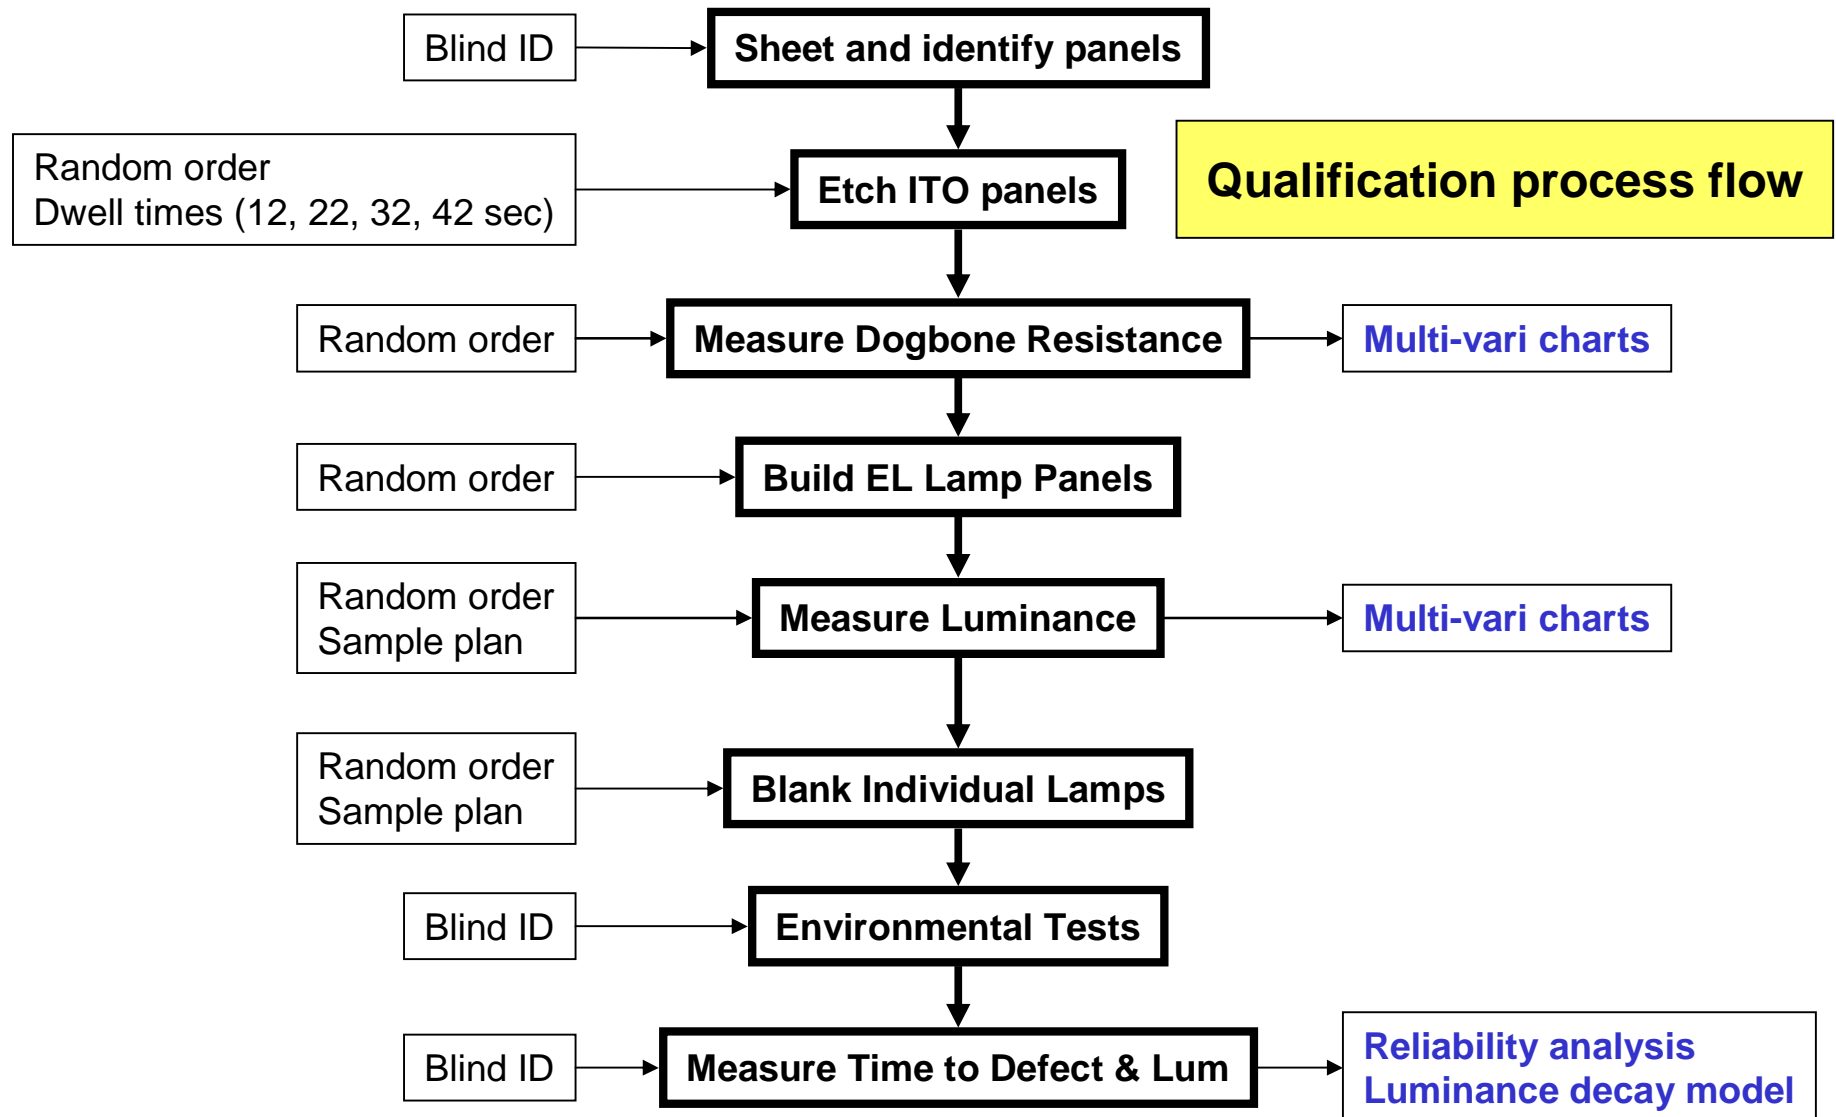 Blind ID
Sheet and identify panels
Random order
Dwell times (12, 22, 32, 42 sec)
Etch ITO panels
Qualification process flow
Random order
Measure Dogbone Resistance
Multi-vari charts
Random order
Build EL Lamp Panels
Random order
Sample plan
Measure Luminance
Multi-vari charts
Random order
Sample plan
Blank Individual Lamps
Blind ID
Environmental Tests
Blind ID
Measure Time to Defect & Lum
Reliability analysis
Luminance decay model